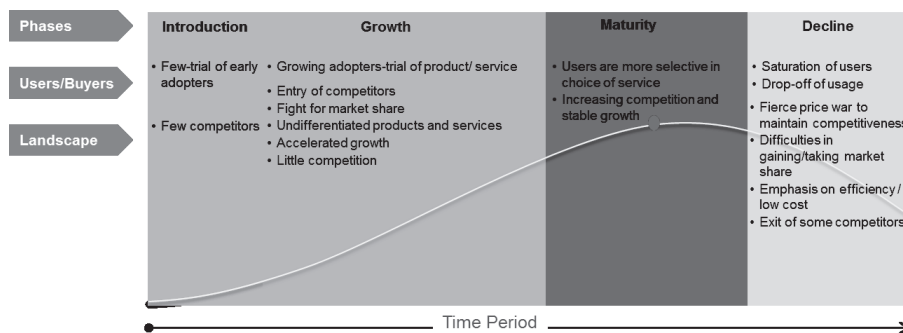 Phases
Introduction
Growth
Maturity
Decline
Users/Buyers
Landscape
• Few-trial of early
adopters
• Few competitors
• Growing adopters-trial of product/ service
• Entry of competitors
• Fight for market share
• Undifferentiated products and services
• Accelerated growth
• Little competition
• Users are more selective in
choice of service
• Increasing competition and
stable growth
• Saturation of users
• Drop-off of usage
• Fierce price war to
maintain competitiveness
• Difficulties in
gaining/taking market
share
• Emphasis on efficiency /
low cost
• Exit of some competitors
Time Period